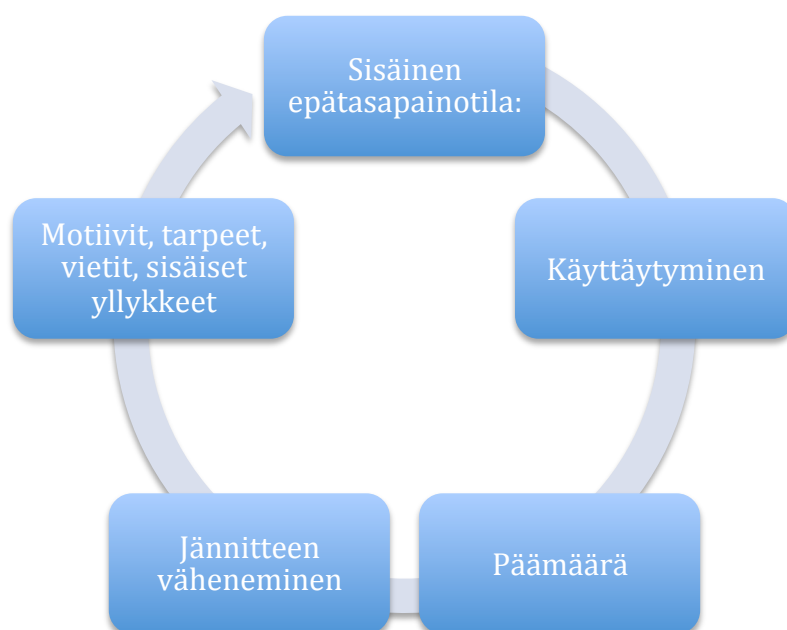 Sisäinen
epätasapainotila:
Käyttäytyminen
Päämäärä
Jännitteen
väheneminen
Motiivit, tarpeet,
vietit, sisäiset
yllykkeet